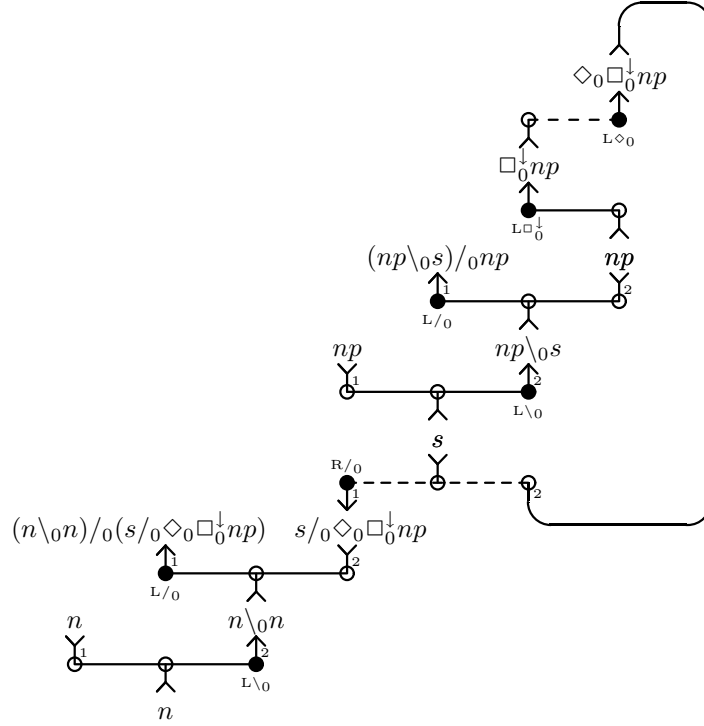 ◇₀□₀↓np
L◇₀
□₀↓np
L□₀↓
(np\₀s)/₀np np
1 2
L/₀
np np\₀s
1 2
L\₀
s
R/₀
1 2
(n\₀n)/₀(s/₀◇₀□₀↓np) s/₀◇₀□₀↓np
1 2
L/₀
n n\₀n
1 2
L\₀
n